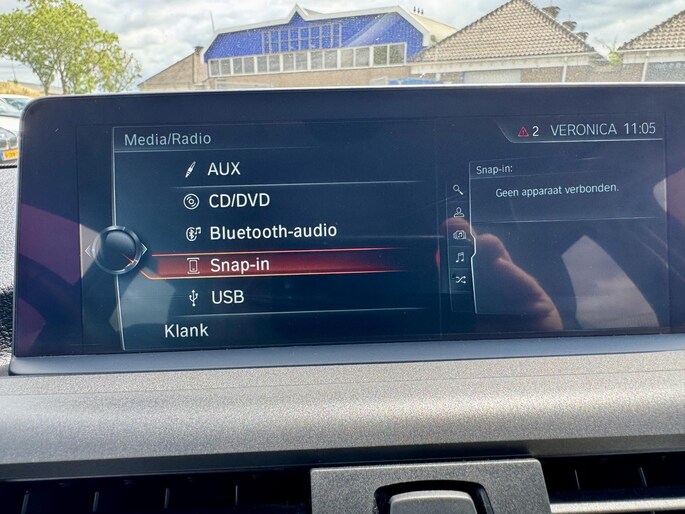 Media/Radio
2 VERONICA 11:05
AUX
CD/DVD
Bluetooth-audio
Snap-in
USB
Klank
Snap-in:
Geen apparaat verbonden.